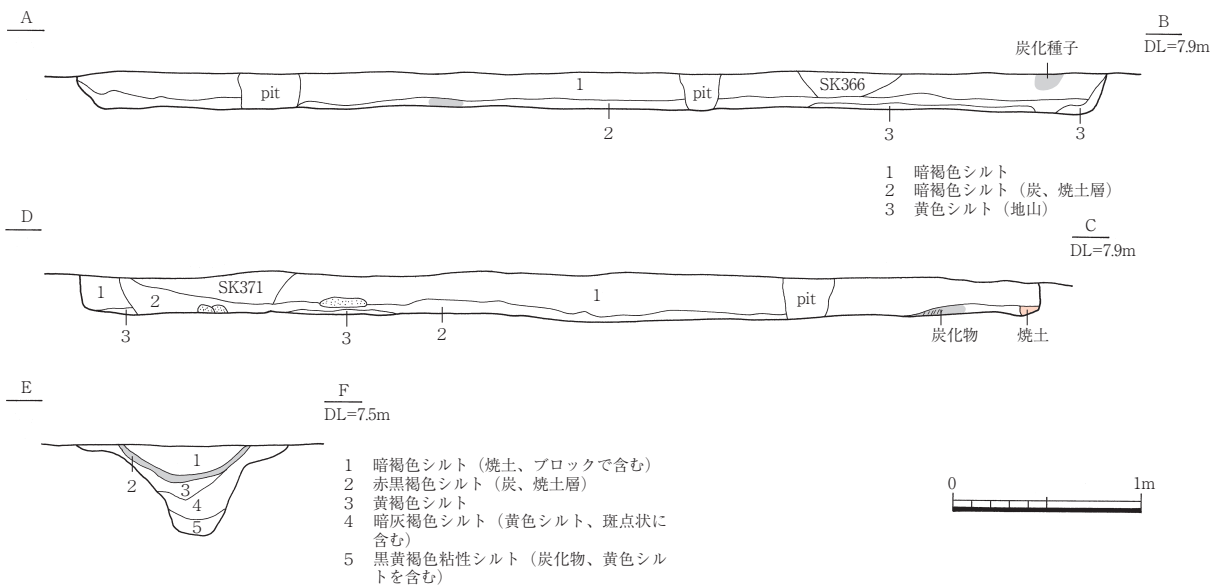 A
B
DL=7.9m
炭化種子
pit
1
pit
SK366
2
3
3
1 暗褐色シルト
2 暗褐色シルト（炭、焼土層）
3 黄色シルト（地山）
D
C
DL=7.9m
1
2
SK371
1
pit
3
3
2
炭化物
焼土
E
F
DL=7.5m
1
2
3
4
5
1 暗褐色シルト（焼土、ブロックで含む）
2 赤黒褐色シルト（炭、焼土層）
3 黄褐色シルト
4 暗灰褐色シルト（黄色シルト、斑点状に
含む）
5 黒黄褐色粘性シルト（炭化物、黄色シル
トを含む）
0
1m